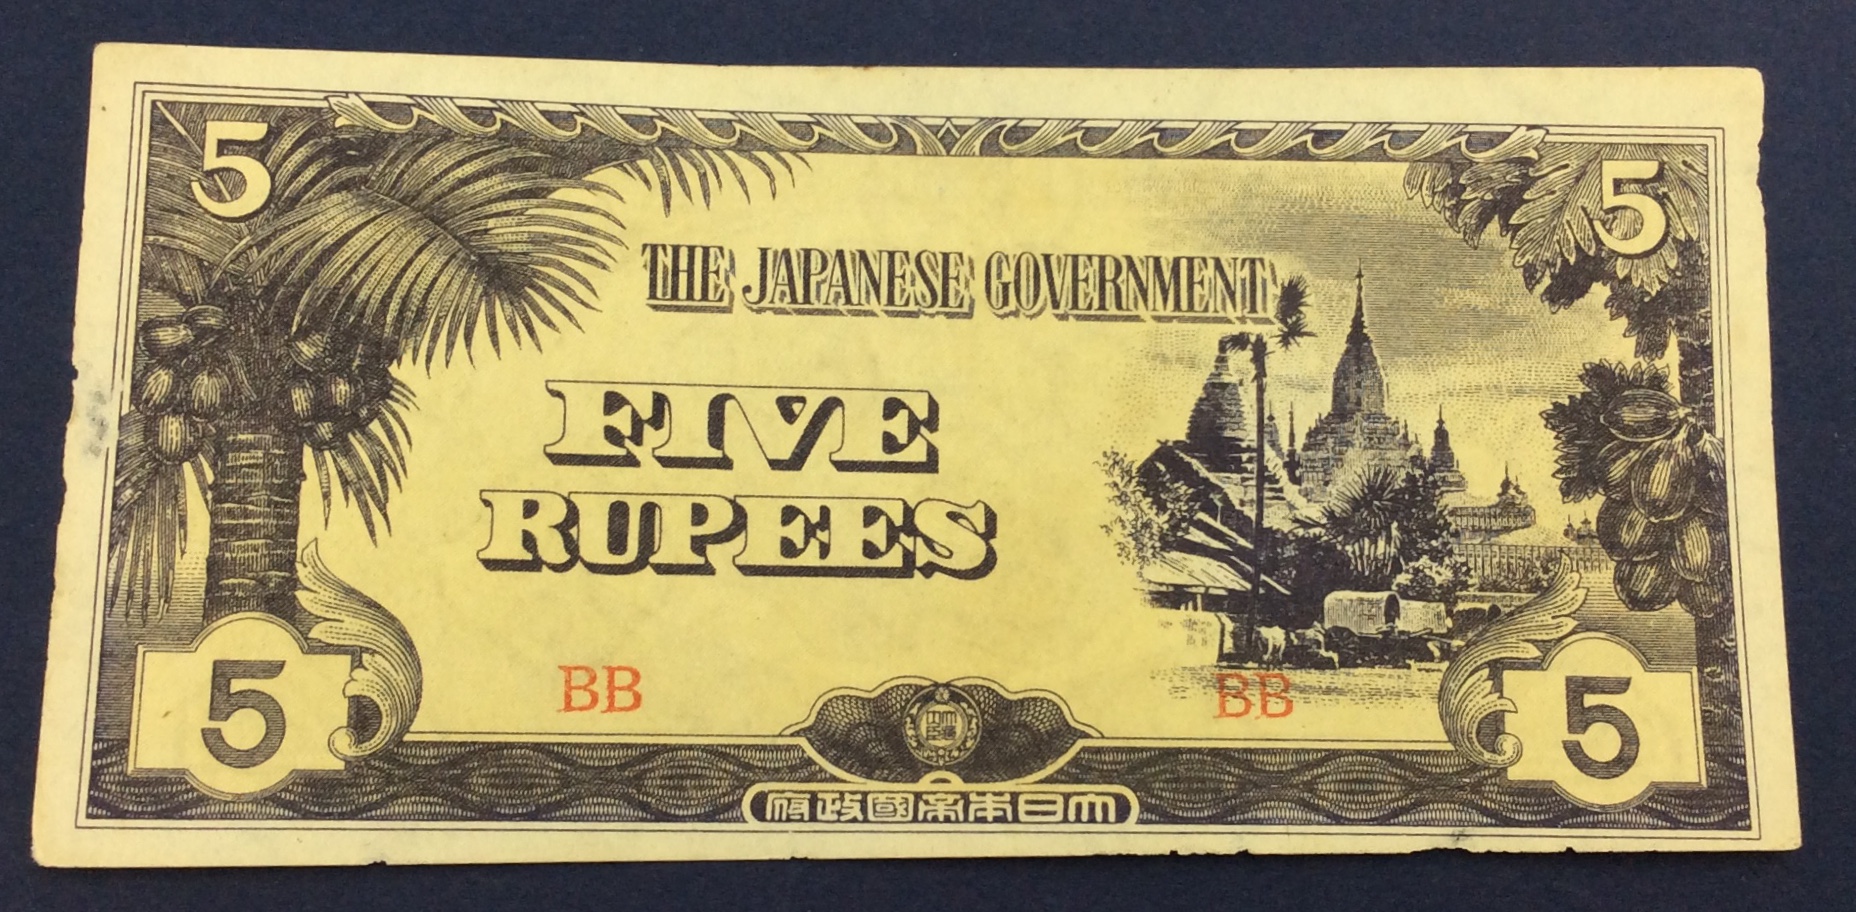 5 5
THE JAPANESE GOVERNMENT
FIVE
RUPEES
BB BB
5 5
府政國帝本日大